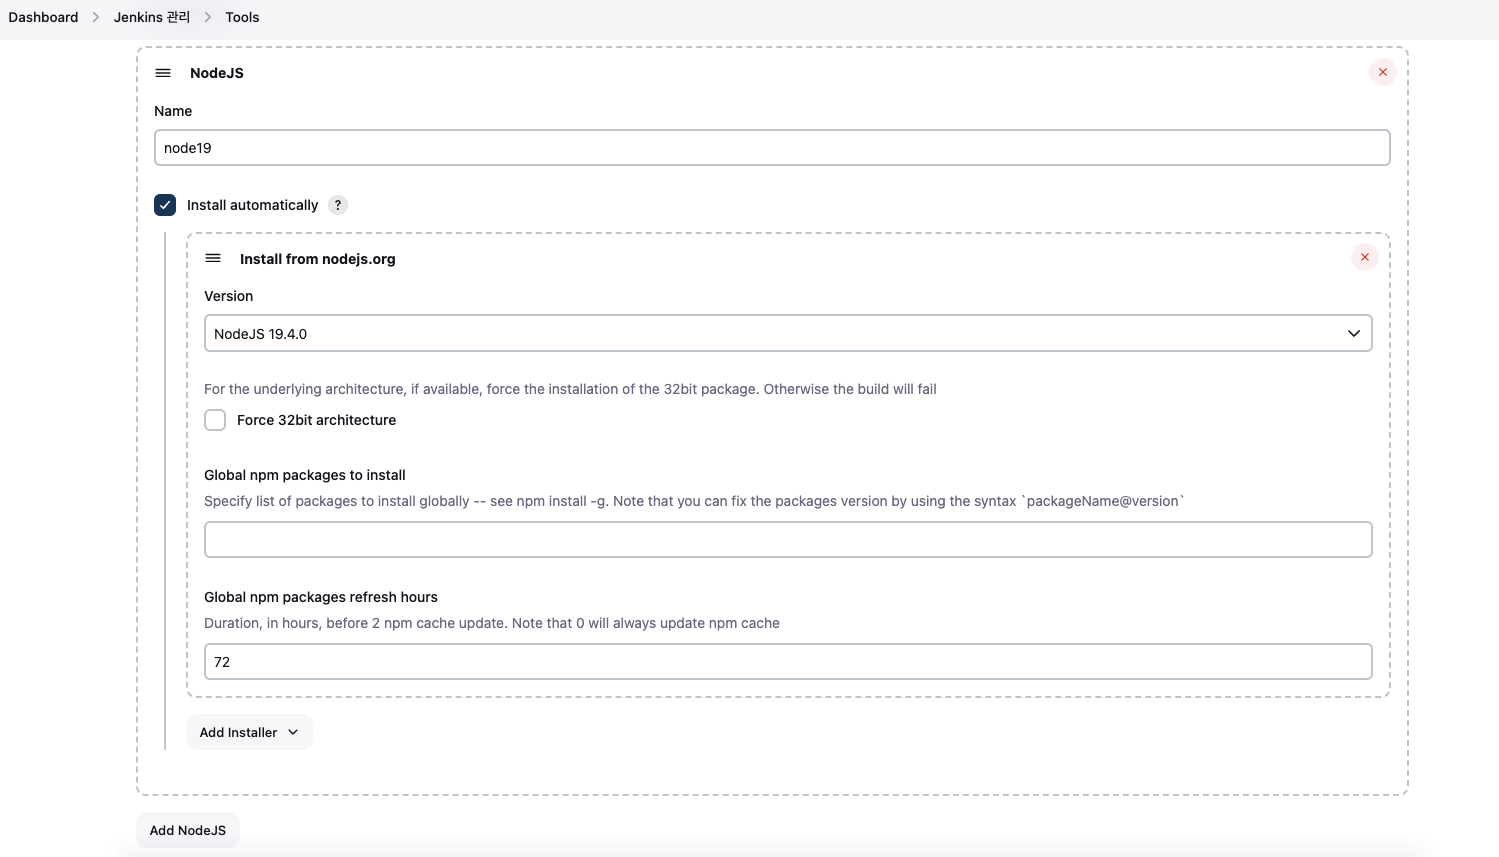 Dashboard > Jenkins 관리 > Tools
NodeJS
Name
node19
Install automatically ?
Install from nodejs.org
Version
NodeJS 19.4.0
For the underlying architecture, if available, force the installation of the 32bit package. Otherwise the build will fail
Force 32bit architecture
Global npm packages to install
Specify list of packages to install globally -- see npm install -g. Note that you can fix the packages version by using the syntax `packageName@version`
Global npm packages refresh hours
Duration, in hours, before 2 npm cache update. Note that 0 will always update npm cache
72
Add Installer
Add NodeJS